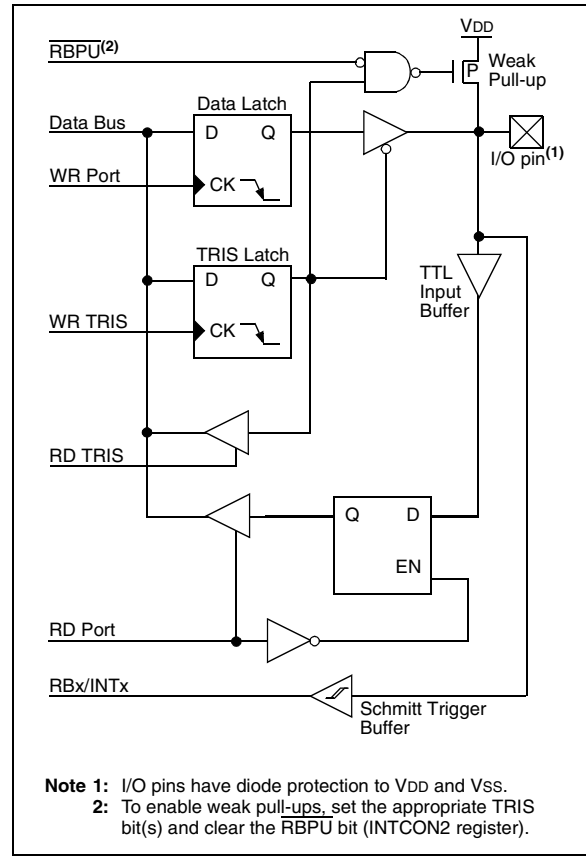 VDD
RBPU(2)
P
Weak
Pull-up
Data Latch
Data Bus
D Q
I/O pin(1)
WR Port
CK
TRIS Latch
D Q
TTL
Input
Buffer
WR TRIS
CK
RD TRIS
Q D
EN
RD Port
RBx/INTx
Schmitt Trigger
Buffer
Note 1: I/O pins have diode protection to VDD and VSS.
2: To enable weak pull-ups, set the appropriate TRIS
bit(s) and clear the RBPU bit (INTCON2 register).